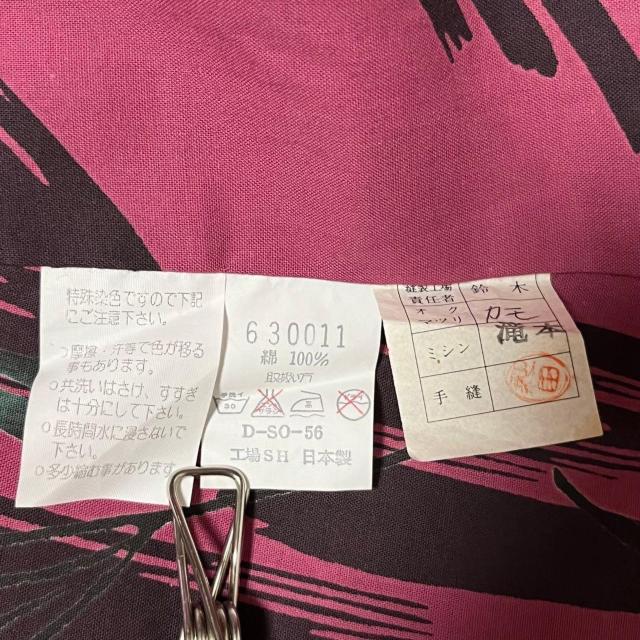 特殊染色ですので下記
にご注意下さい。
○摩擦・汗等で色が移る
事もあります。
○共洗いはさけ、すすぎ
は十分にして下さい。
○長時間水に浸さないで
下さい。
○多少縮む事があります
630011
綿 100%
取扱い方
手洗イ
30
D-SO-56
工場SH 日本製
縫製工場 鈴木
責任者
オク
マツリ カモ
ミシン 滝本
手縫 田